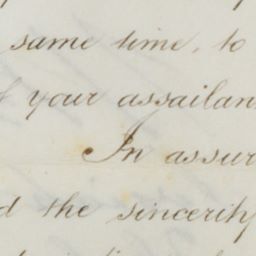 same time, to
your assailan
In assur
d the sincerity